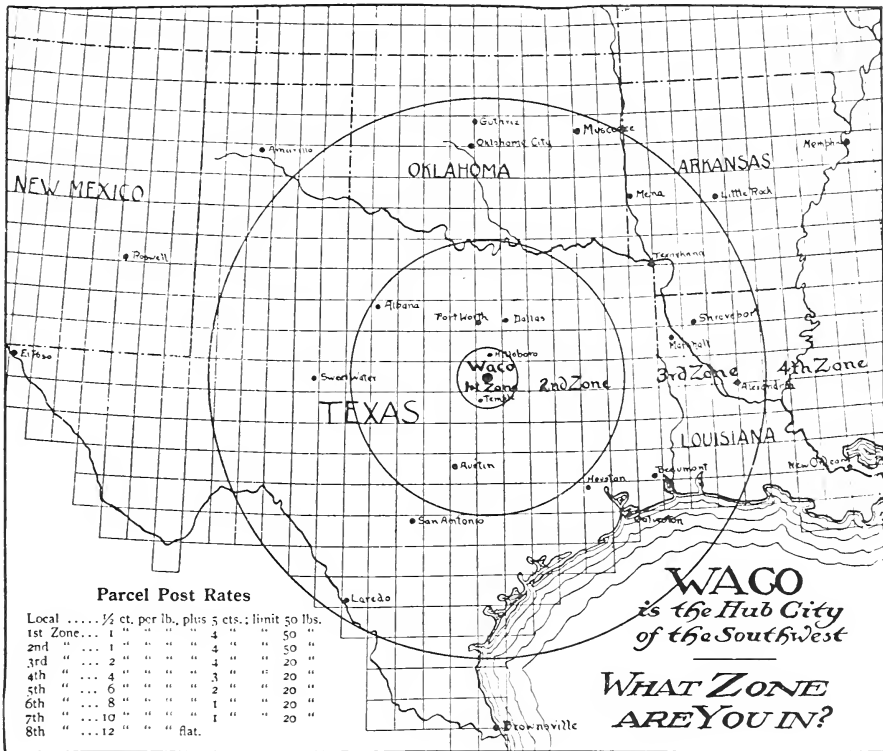 Guthrie
Muscogee
Oklahoma City
Amarillo
Memphis
OKLAHOMA
ARKANSAS
NEW MEXICO
Mena
Little Rock
Roswell
Texarkana
Albana
Fort Worth
Dallas
Shreveport
Marshall
El Paso
Hillsboro
Waco
1st Zone
2nd Zone
3rd Zone
4th Zone
Sweetwater
Temple
Alexandria
TEXAS
LOUISIANA
Austin
Houston
Beaumont
New Orleans
San Antonio
Galveston
Laredo
Brownsville
Parcel Post Rates
Local ..... ½ ct. per lb., plus 5 cts.; limit 50 lbs.
1st Zone... 1 " " " " 4 " " 50 "
2nd " ... 1 " " " " 4 " " 50 "
3rd " ... 2 " " " " 4 " " 20 "
4th " ... 4 " " " " 3 " " 20 "
5th " ... 6 " " " " 2 " " 20 "
6th " ... 8 " " " " 1 " " 20 "
7th " ... 10 " " " " 1 " " 20 "
8th " ... 12 " " " flat.
WACO
is the Hub City
of the Southwest
WHAT ZONE
ARE YOU IN?